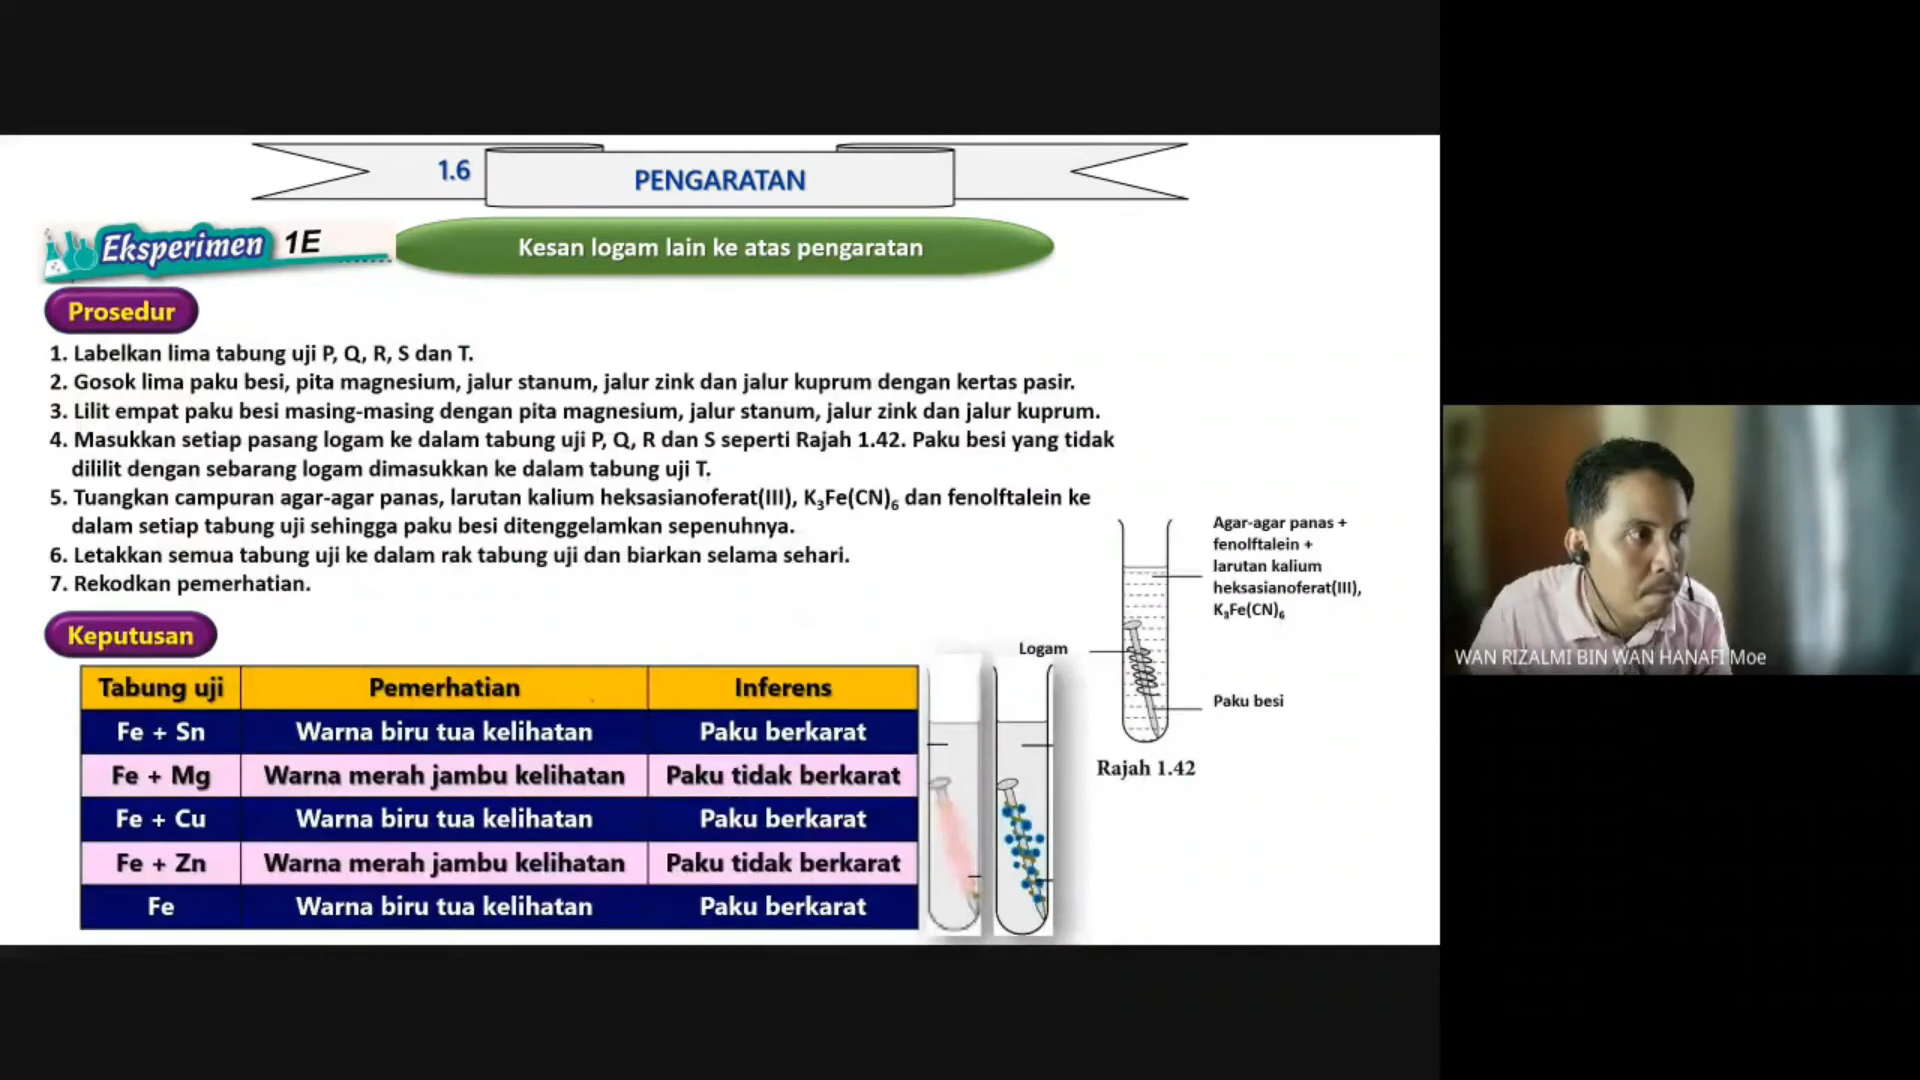 1.6
PENGARATAN
Eksperimen 1E
Kesan logam lain ke atas pengaratan
Prosedur
1. Labelkan lima tabung uji P, Q, R, S dan T.
2. Gosok lima paku besi, pita magnesium, jalur stanum, jalur zink dan jalur kuprum dengan kertas pasir.
3. Lilit empat paku besi masing-masing dengan pita magnesium, jalur stanum, jalur zink dan jalur kuprum.
4. Masukkan setiap pasang logam ke dalam tabung uji P, Q, R dan S seperti Rajah 1.42. Paku besi yang tidak
dililit dengan sebarang logam dimasukkan ke dalam tabung uji T.
5. Tuangkan campuran agar-agar panas, larutan kalium heksasianoferat(III), K₃Fe(CN)₆ dan fenolftalein ke
dalam setiap tabung uji sehingga paku besi ditenggelamkan sepenuhnya.
6. Letakkan semua tabung uji ke dalam rak tabung uji dan biarkan selama sehari.
7. Rekodkan pemerhatian.
Agar-agar panas +
fenolftalein +
larutan kalium
heksasianoferat(III),
K₃Fe(CN)₆
Logam
Paku besi
Rajah 1.42
Keputusan
Tabung uji Pemerhatian Inferens
Fe + Sn Warna biru tua kelihatan Paku berkarat
Fe + Mg Warna merah jambu kelihatan Paku tidak berkarat
Fe + Cu Warna biru tua kelihatan Paku berkarat
Fe + Zn Warna merah jambu kelihatan Paku tidak berkarat
Fe Warna biru tua kelihatan Paku berkarat
WAN RIZALMI BIN WAN HANAFI Moe